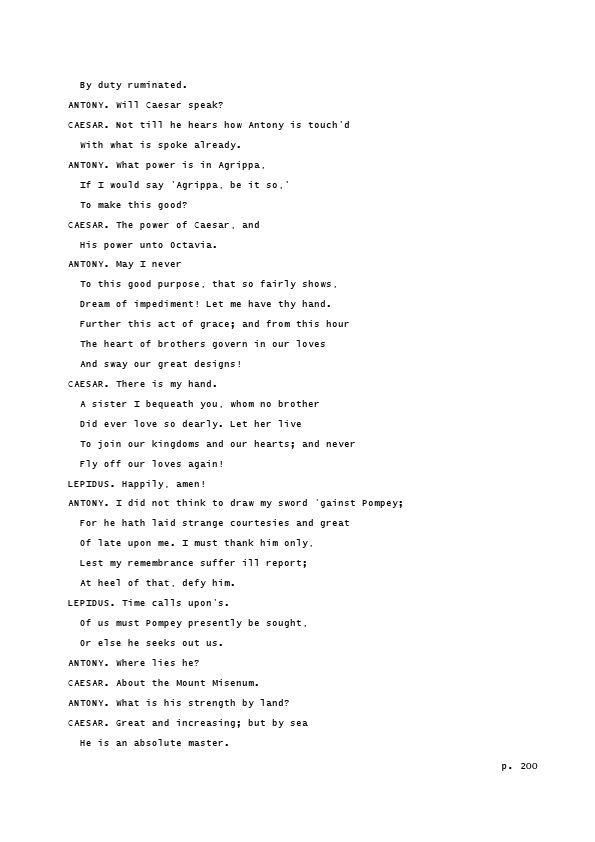 By duty ruminated.
ANTONY. Will Caesar speak?
CAESAR. Not till he hears how Antony is touch'd
With what is spoke already.
ANTONY. What power is in Agrippa,
If I would say 'Agrippa, be it so,'
To make this good?
CAESAR. The power of Caesar, and
His power unto Octavia.
ANTONY. May I never
To this good purpose, that so fairly shows,
Dream of impediment! Let me have thy hand.
Further this act of grace; and from this hour
The heart of brothers govern in our loves
And sway our great designs!
CAESAR. There is my hand.
A sister I bequeath you, whom no brother
Did ever love so dearly. Let her live
To join our kingdoms and our hearts; and never
Fly off our loves again!
LEPIDUS. Happily, amen!
ANTONY. I did not think to draw my sword 'gainst Pompey;
For he hath laid strange courtesies and great
Of late upon me. I must thank him only,
Lest my remembrance suffer ill report;
At heel of that, defy him.
LEPIDUS. Time calls upon's.
Of us must Pompey presently be sought,
Or else he seeks out us.
ANTONY. Where lies he?
CAESAR. About the Mount Misenum.
ANTONY. What is his strength by land?
CAESAR. Great and increasing; but by sea
He is an absolute master.
p. 200